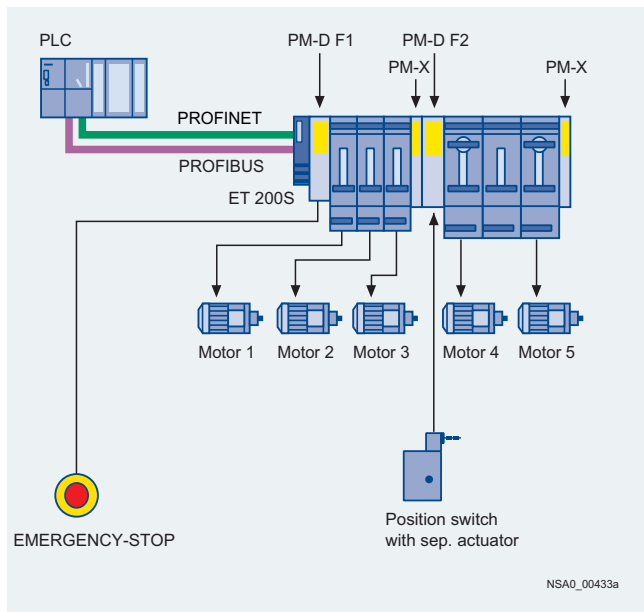 PLC
PM-D F1
PM-D F2
PM-X
PM-X
PROFINET
PROFIBUS
ET 200S
Motor 1
Motor 2
Motor 3
Motor 4
Motor 5
EMERGENCY-STOP
Position switch
with sep. actuator
NSA0_00433a